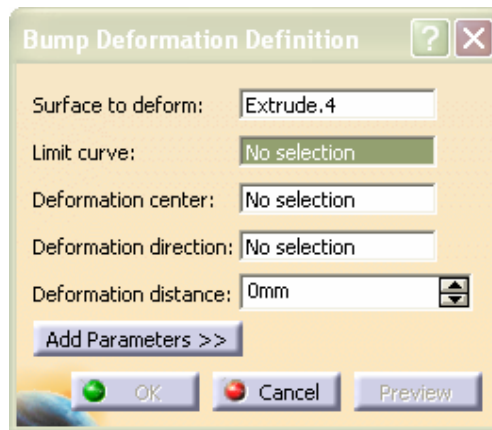 Bump Deformation Definition ?
Surface to deform: Extrude.4
Limit curve: No selection
Deformation center: No selection
Deformation direction: No selection
Deformation distance: 0mm
Add Parameters >>
OK Cancel Preview